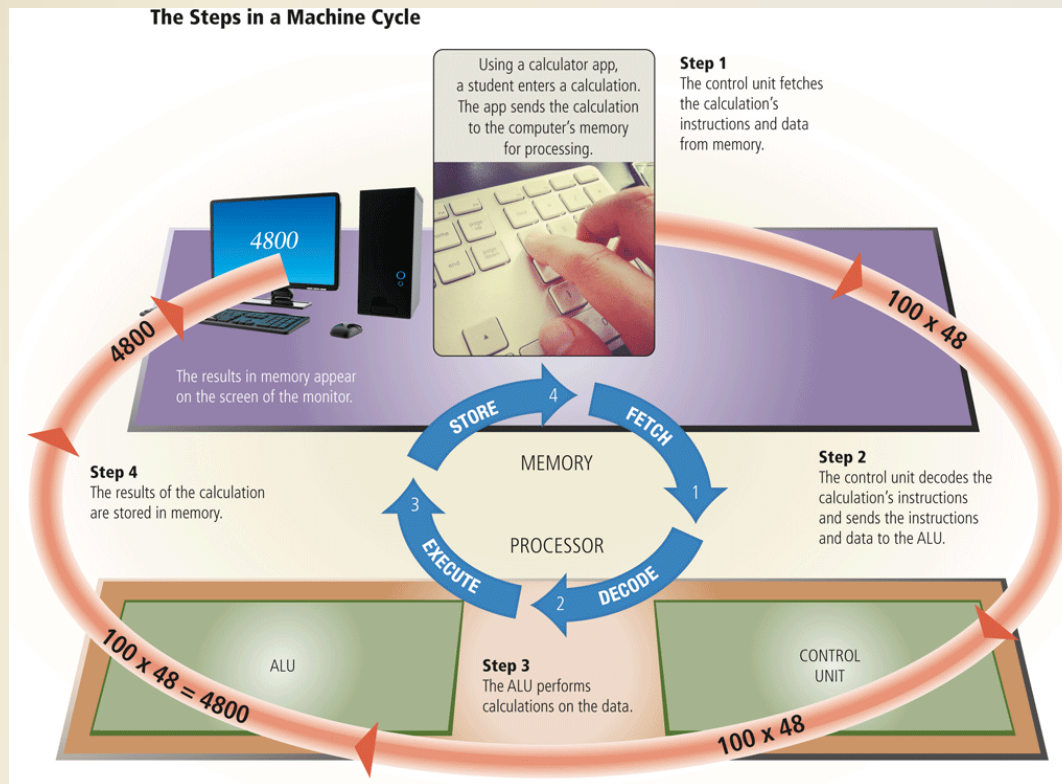 The Steps in a Machine Cycle
Using a calculator app,
a student enters a calculation.
The app sends the calculation
to the computer's memory
for processing.
Step 1
The control unit fetches
the calculation's
instructions and data
from memory.
4800
100 x 48
4800
The results in memory appear
on the screen of the monitor.
STORE
4
FETCH
1
MEMORY
Step 4
The results of the calculation
are stored in memory.
Step 2
The control unit decodes the
calculation's instructions
and sends the instructions
and data to the ALU.
3
EXECUTE
PROCESSOR
DECODE
2
ALU
100 x 48 = 4800
Step 3
The ALU performs
calculations on the data.
CONTROL
UNIT
100 x 48